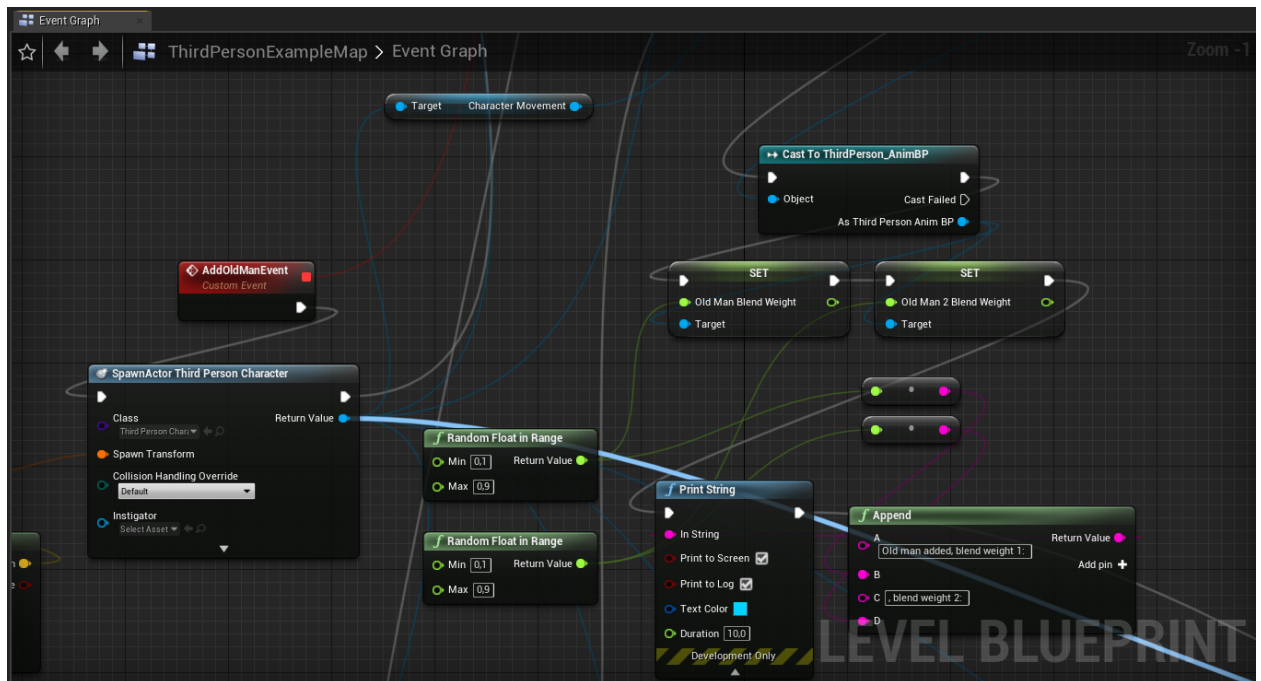 Event Graph
ThirdPersonExampleMap > Event Graph
Zoom -1
Target Character Movement
Cast To ThirdPerson_AnimBP
Object Cast Failed
As Third Person Anim BP
AddOldManEvent
Custom Event
SET
Old Man Blend Weight
Target
SET
Old Man 2 Blend Weight
Target
SpawnActor Third Person Character
Class Return Value
Third Person Chara
Spawn Transform
Collision Handling Override
Default
Instigator
Select Asset
Random Float in Range
Min 0,1 Return Value
Max 0,9
Random Float in Range
Min 0,1 Return Value
Max 0,9
Print String
In String
Print to Screen
Print to Log
Text Color
Duration 10,0
Development Only
Append
A Return Value
Old man added, blend weight 1:
Add pin +
B
C , blend weight 2:
D
LEVEL BLUEPRINT